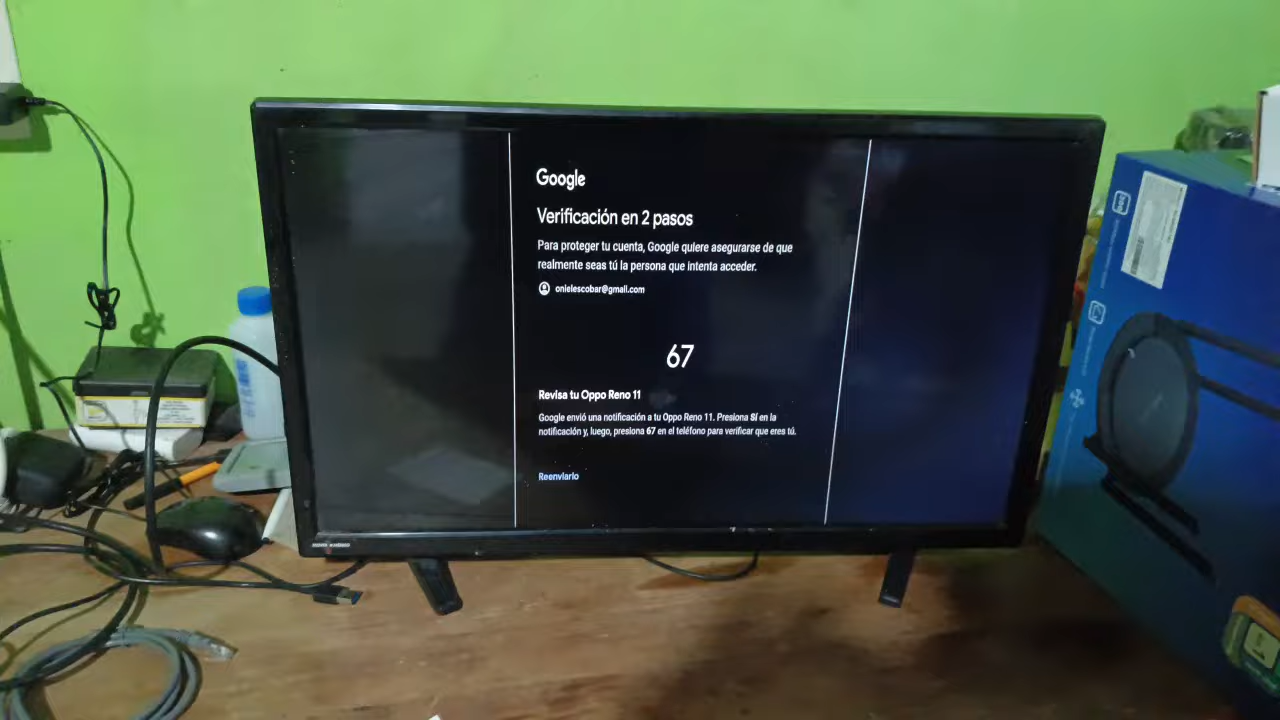 Google
Verificación en 2 pasos
Para proteger tu cuenta, Google quiere asegurarse de que
realmente seas tú la persona que intenta acceder.
onielescobar@gmail.com
67
Revisa tu Oppo Reno 11
Google envió una notificación a tu Oppo Reno 11. Presiona Sí en la
notificación y, luego, presiona 67 en el teléfono para verificar que eres tú.
Reenviarlo